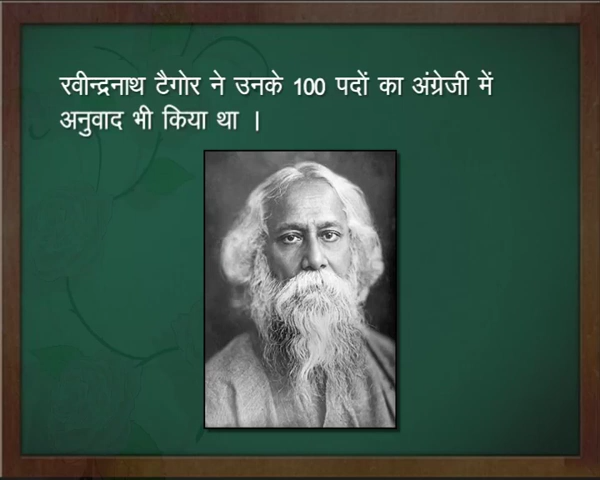 रवीन्द्रनाथ टैगोर ने उनके 100 पदों का अंग्रेजी में
अनुवाद भी किया था ।